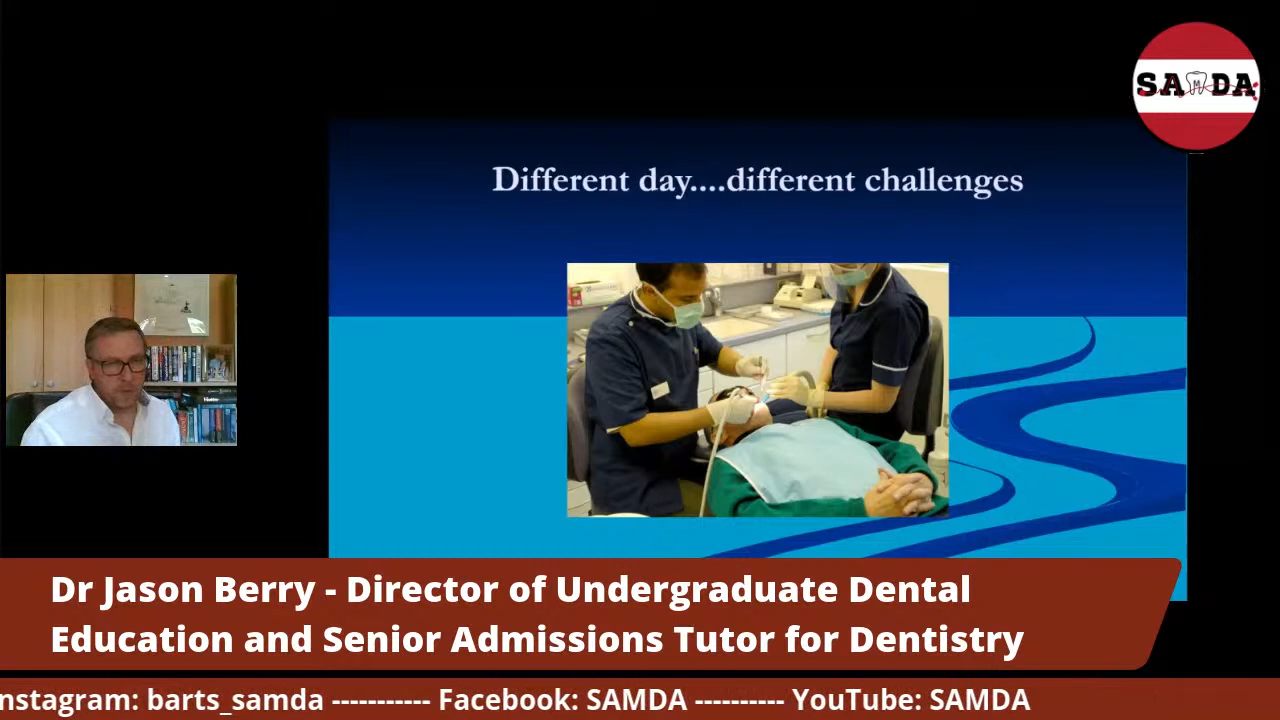 SAMDA
Different day....different challenges
Dr Jason Berry - Director of Undergraduate Dental
Education and Senior Admissions Tutor for Dentistry
nstagram: barts_samda ----------- Facebook: SAMDA ---------- YouTube: SAMDA